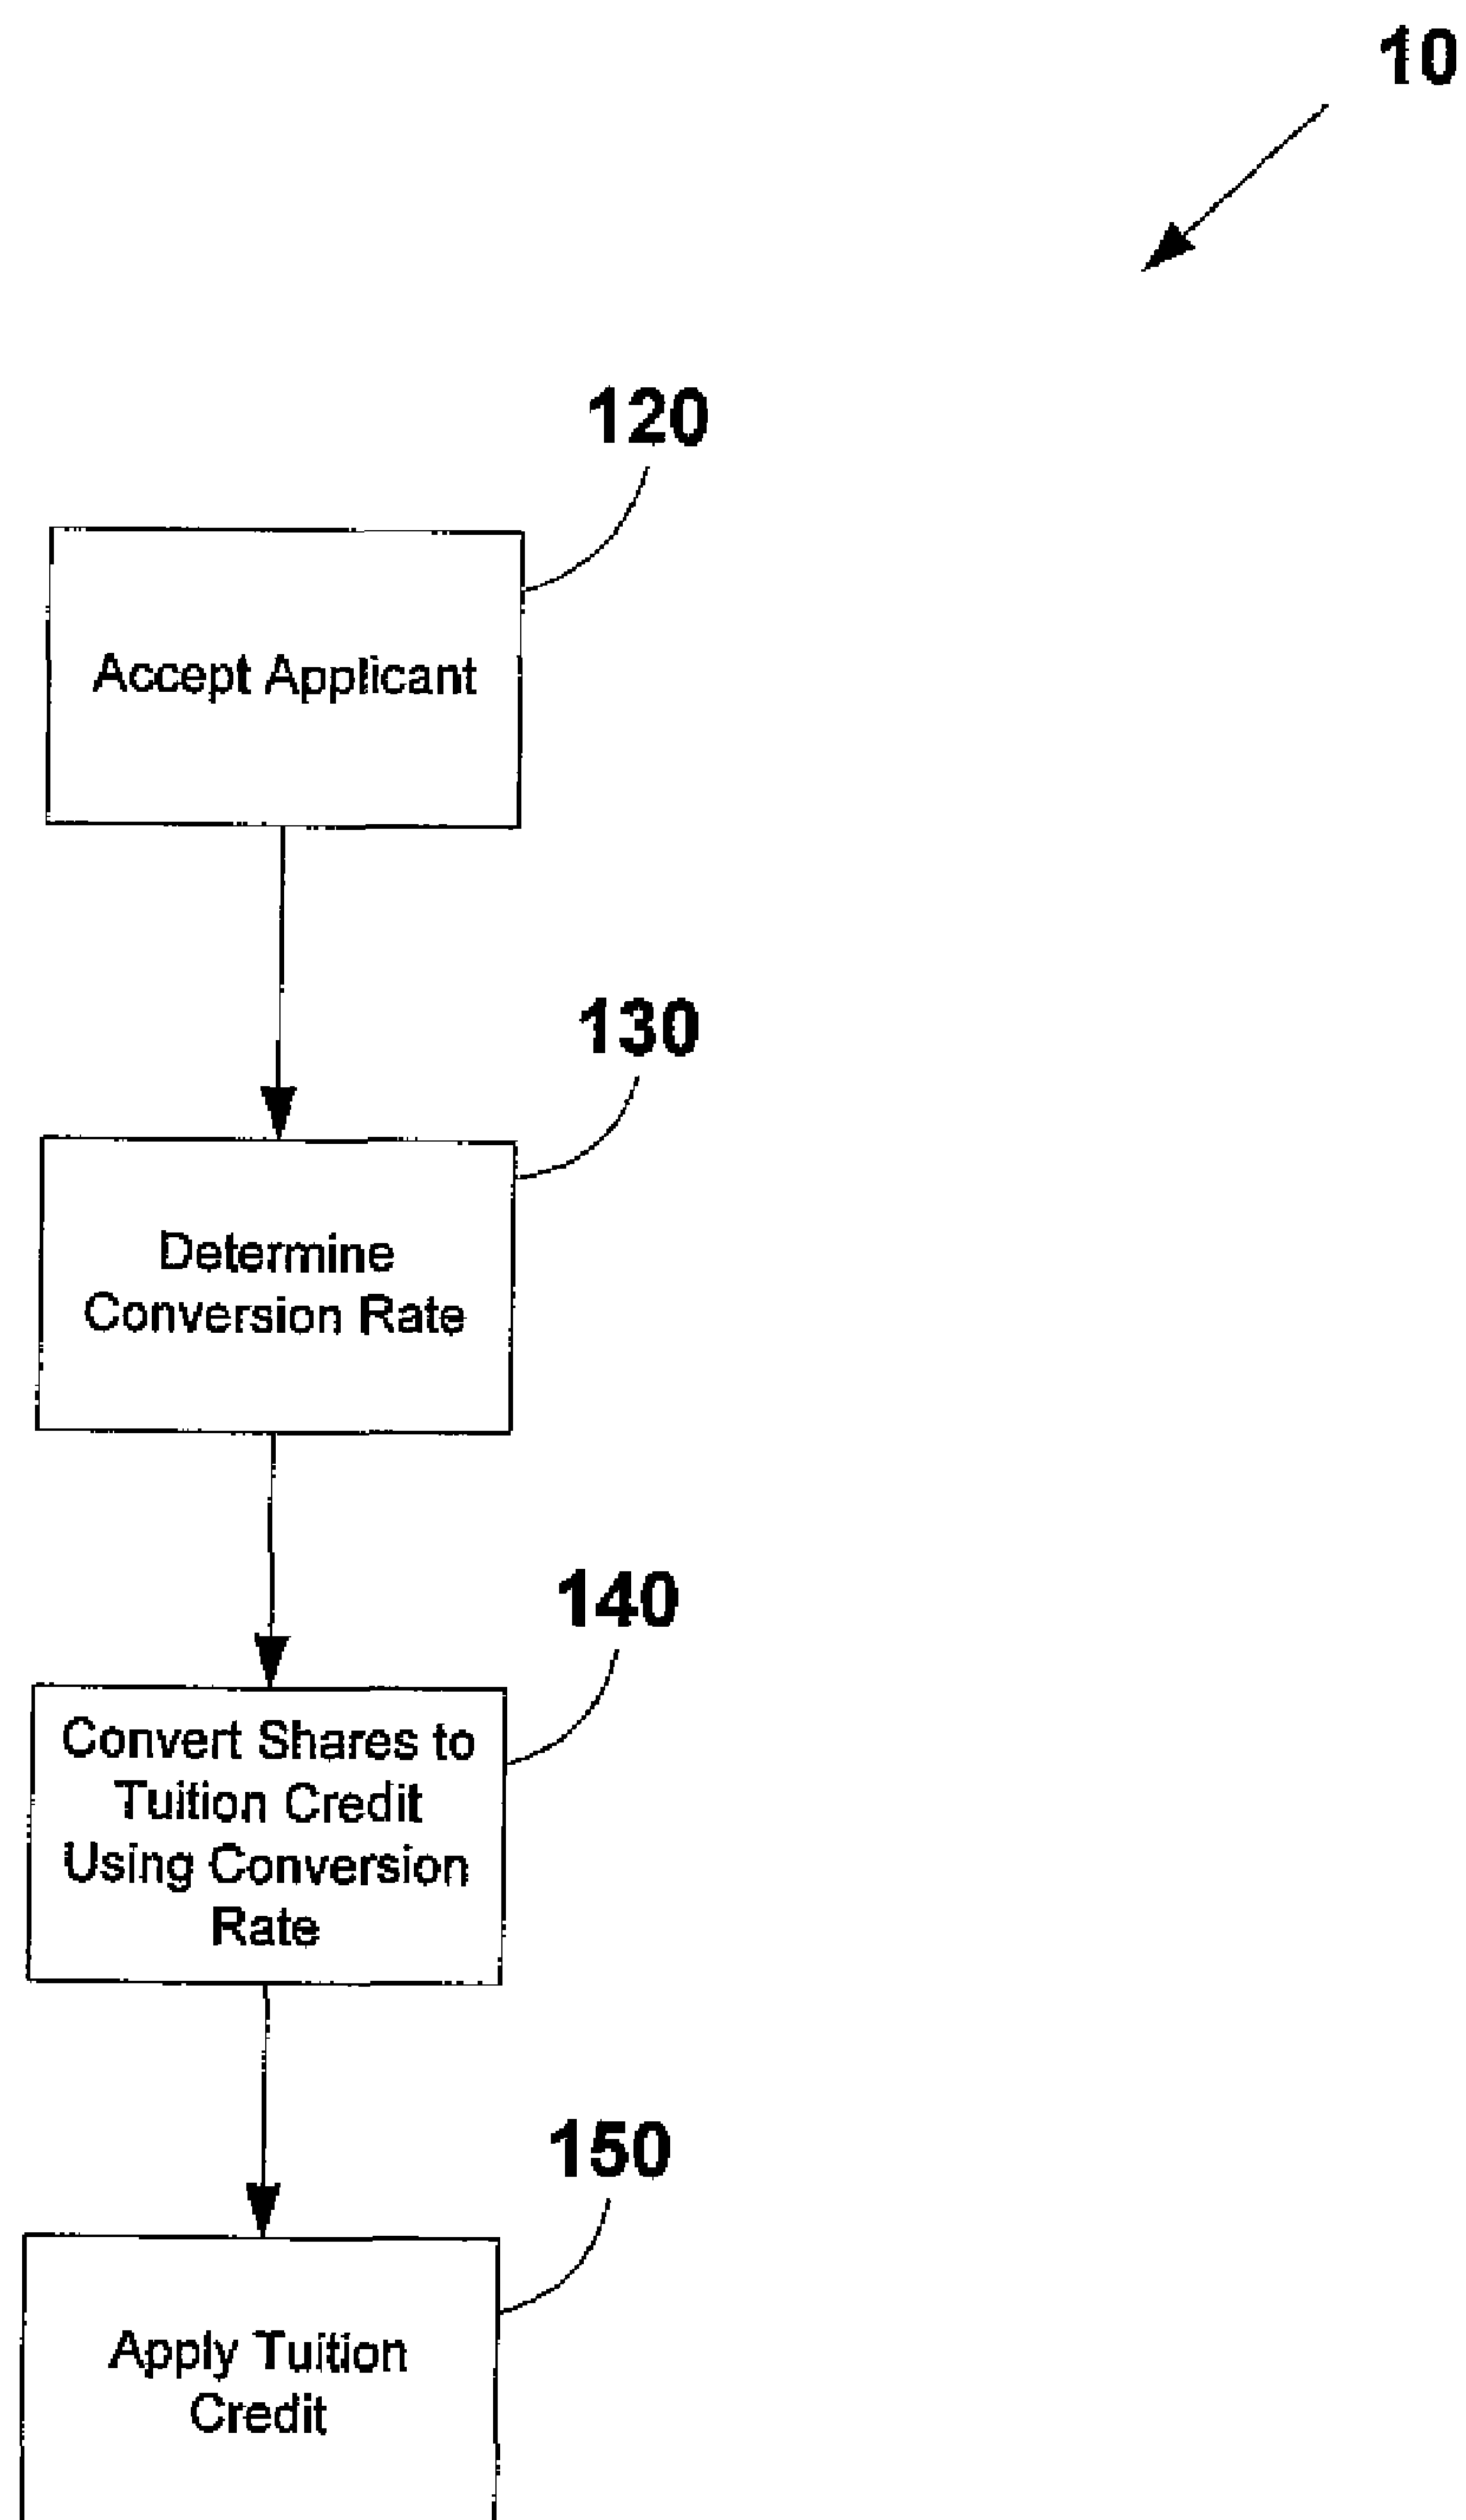 10
120
Accept Applicant
130
Determine
Conversion Rate
140
Convert Shares to
Tuition Credit
Using Conversion
Rate
150
Apply Tuition
Credit